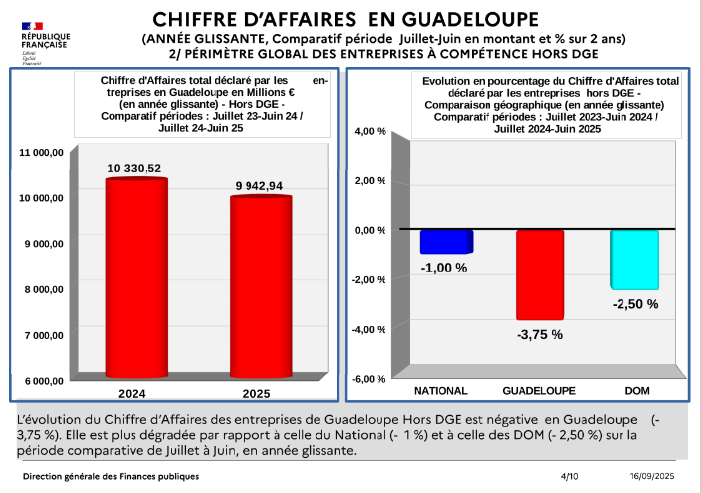 CHIFFRE D'AFFAIRES EN GUADELOUPE
(ANNÉE GLISSANTE, Comparatif période Juillet-Juin en montant et % sur 2 ans)
2/ PÉRIMÈTRE GLOBAL DES ENTREPRISES À COMPÉTENCE HORS DGE
RÉPUBLIQUE
FRANÇAISE
Liberté
Égalité
Fraternité
Chiffre d'Affaires total déclaré par les en-
treprises en Guadeloupe en Millions €
(en année glissante) - Hors DGE -
Comparatif périodes : Juillet 23-Juin 24 /
Juillet 24-Juin 25
11 000,00
10 000,00
9 000,00
8 000,00
7 000,00
6 000,00
10 330,52
9 942,94
2024
2025
Evolution en pourcentage du Chiffre d'Affaires total
déclaré par les entreprises hors DGE -
Comparaison géographique (en année glissante)
Comparatif périodes : Juillet 2023-Juin 2024 /
Juillet 2024-Juin 2025
4,00 %
2,00 %
0,00 %
-2,00 %
-4,00 %
-6,00 %
-1,00 %
-3,75 %
-2,50 %
NATIONAL
GUADELOUPE
DOM
L'évolution du Chiffre d'Affaires des entreprises de Guadeloupe Hors DGE est négative en Guadeloupe (-
3,75 %). Elle est plus dégradée par rapport à celle du National (- 1 %) et à celle des DOM (- 2,50 %) sur la
période comparative de Juillet à Juin, en année glissante.
Direction générale des Finances publiques
4/10
16/09/2025